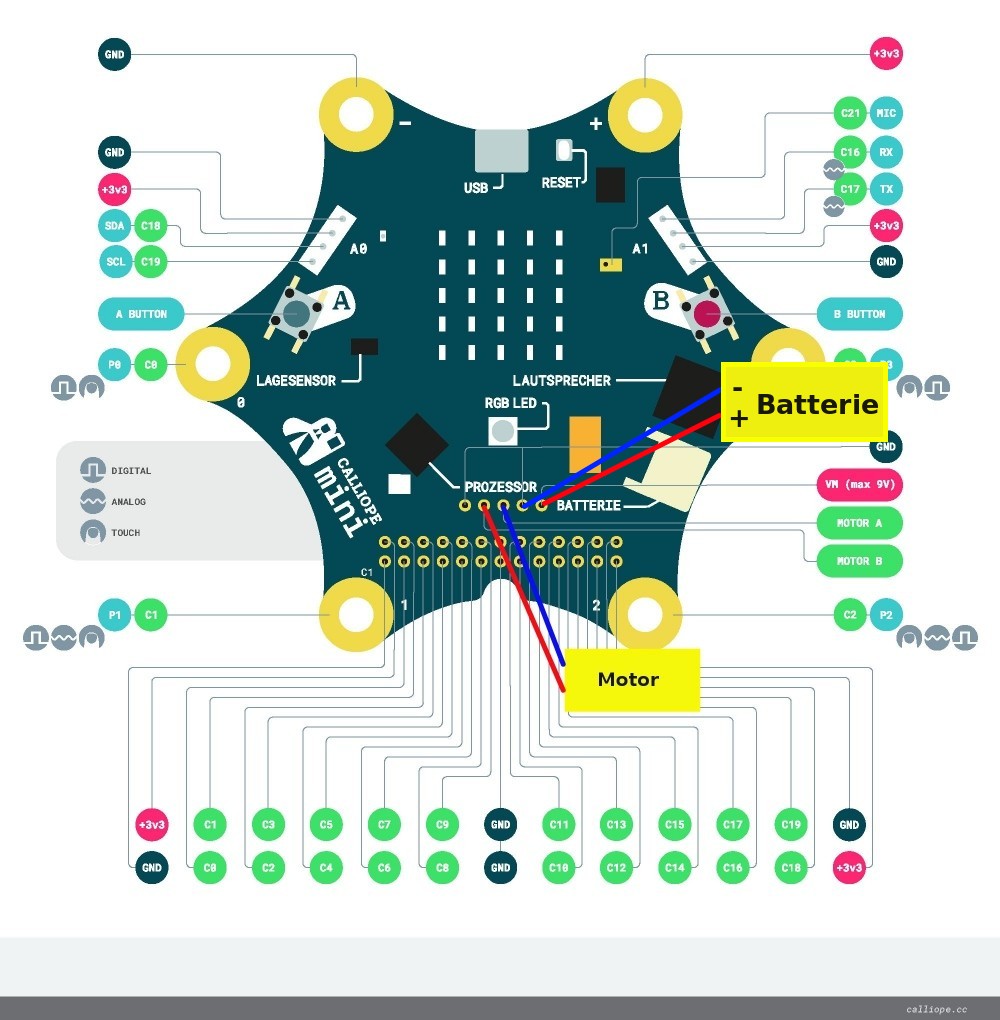 GND
+3v3
-
+
C21 MIC
GND
C16 RX
USB
RESET
+3v3
C17 TX
SDA C18
+3v3
A0
A1
SCL C19
GND
A BUTTON
A
B
B BUTTON
P0 C0
LAGESENSOR
LAUTSPRECHER
3
-
+ Batterie
0
RGB LED
GND
DIGITAL
ANALOG
TOUCH
CALLIOPE
mini
PROZESSOR
BATTERIE
VM (max 9V)
MOTOR A
MOTOR B
C1
1
2
P1 C1
C2 P2
Motor
+3v3 C1 C3 C5 C7 C9 GND C11 C13 C15 C17 C19 GND
GND C0 C2 C4 C6 C8 GND C10 C12 C14 C16 C18 +3v3
calliope.cc